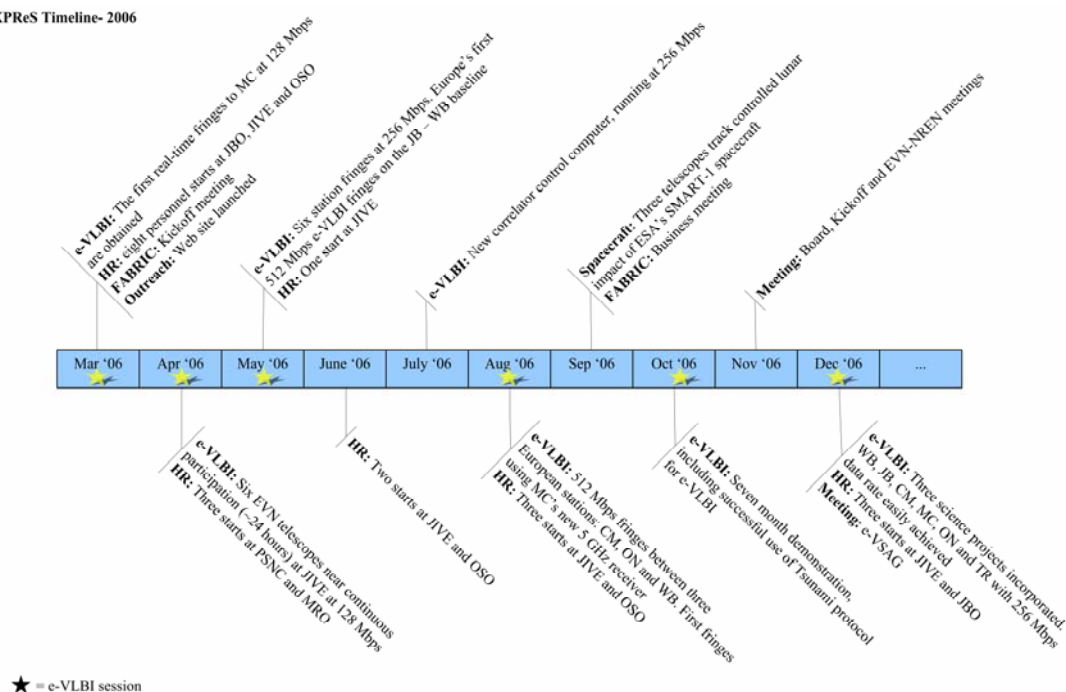 XPReS Timeline- 2006
e-VLBI: The first real-time fringes to MC at 128 Mbps
are obtained
HR: eight personnel starts at JBO, JIVE and OSO
FABRIC: Kickoff meeting
Outreach: Web site launched
e-VLBI: Six station fringes at 256 Mbps. Europe's first
512 Mbps e-VLBI fringes on the JB – WB baseline
HR: One start at JIVE
e-VLBI: New correlator control computer, running at 256 Mbps
Spacecraft: Three telescopes track controlled lunar
impact of ESA's SMART-1 spacecraft
FABRIC: Business meeting
Meeting: Board, Kickoff and EVN-NREN meetings
Mar '06
Apr '06
May '06
June '06
July '06
Aug '06
Sep '06
Oct '06
Nov '06
Dec '06
...
e-VLBI: Six EVN telescopes near continuous
participation (~24 hours) at JIVE at 128 Mbps
HR: Three starts at PSNC and MRO
HR: Two starts at JIVE and OSO
e-VLBI: 512 Mbps fringes between three
European stations: CM, ON and WB. First fringes
using MC's new 5 GHz receiver
HR: Three starts at JIVE and OSO
e-VLBI: Seven month demonstration,
including successful use of Tsunami protocol
for e-VLBI
e-VLBI: Three science projects incorporated.
WB, JB, CM, MC, ON and TR with 256 Mbps
data rate easily achieved
HR: Three starts at JIVE and JBO
Meeting: e-VSAG
★ = e-VLBI session